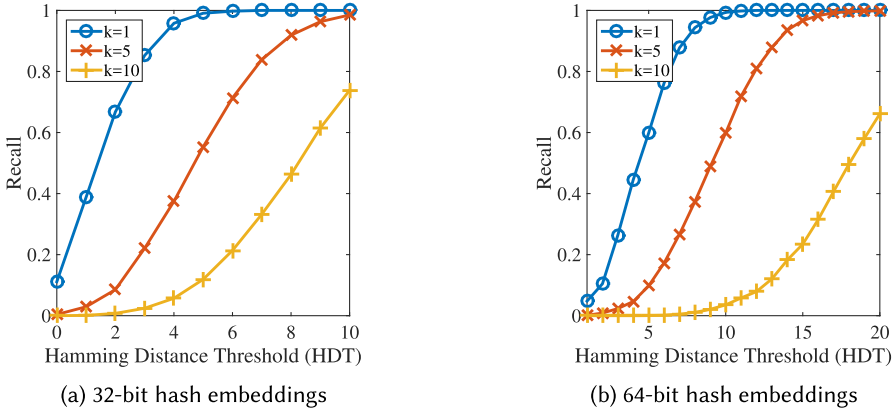 1
0.8
0.6
0.4
0.2
0
Recall
k=1
k=5
k=10
0 2 4 6 8 10
Hamming Distance Threshold (HDT)
(a) 32-bit hash embeddings
1
0.8
0.6
0.4
0.2
0
Recall
k=1
k=5
k=10
5 10 15 20
Hamming Distance Threshold (HDT)
(b) 64-bit hash embeddings